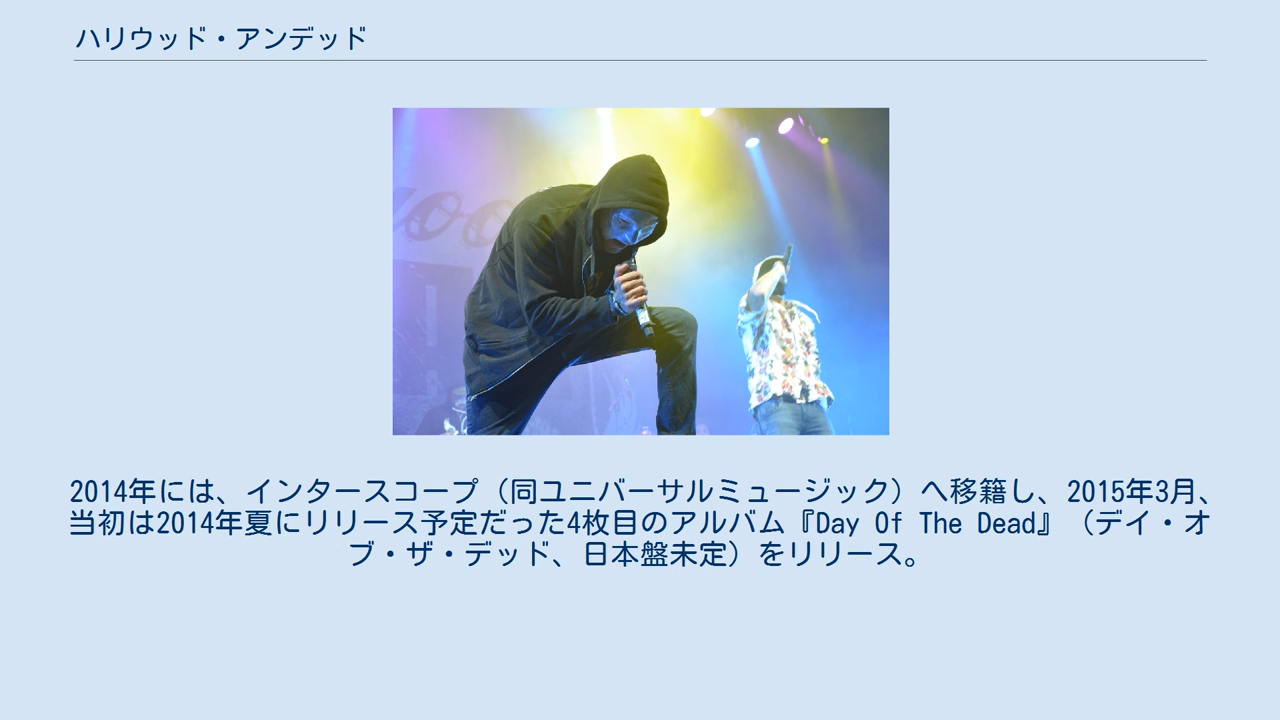 ハリウッド・アンデッド
2014年には、インタースコープ（同ユニバーサルミュージック）へ移籍し、2015年3月、
当初は2014年夏にリリース予定だった4枚目のアルバム『Day Of The Dead』（デイ・オ
ブ・ザ・デッド、日本盤未定）をリリース。